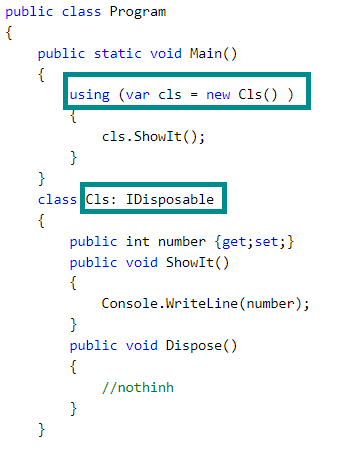 public class Program
{
    public static void Main()
    {
        using (var cls = new Cls() )
        {
            cls.ShowIt();
        }
    }
    class Cls: IDisposable
    {
        public int number {get;set;}
        public void ShowIt()
        {
            Console.WriteLine(number);
        }
        public void Dispose()
        {
            //nothinh
        }
    }